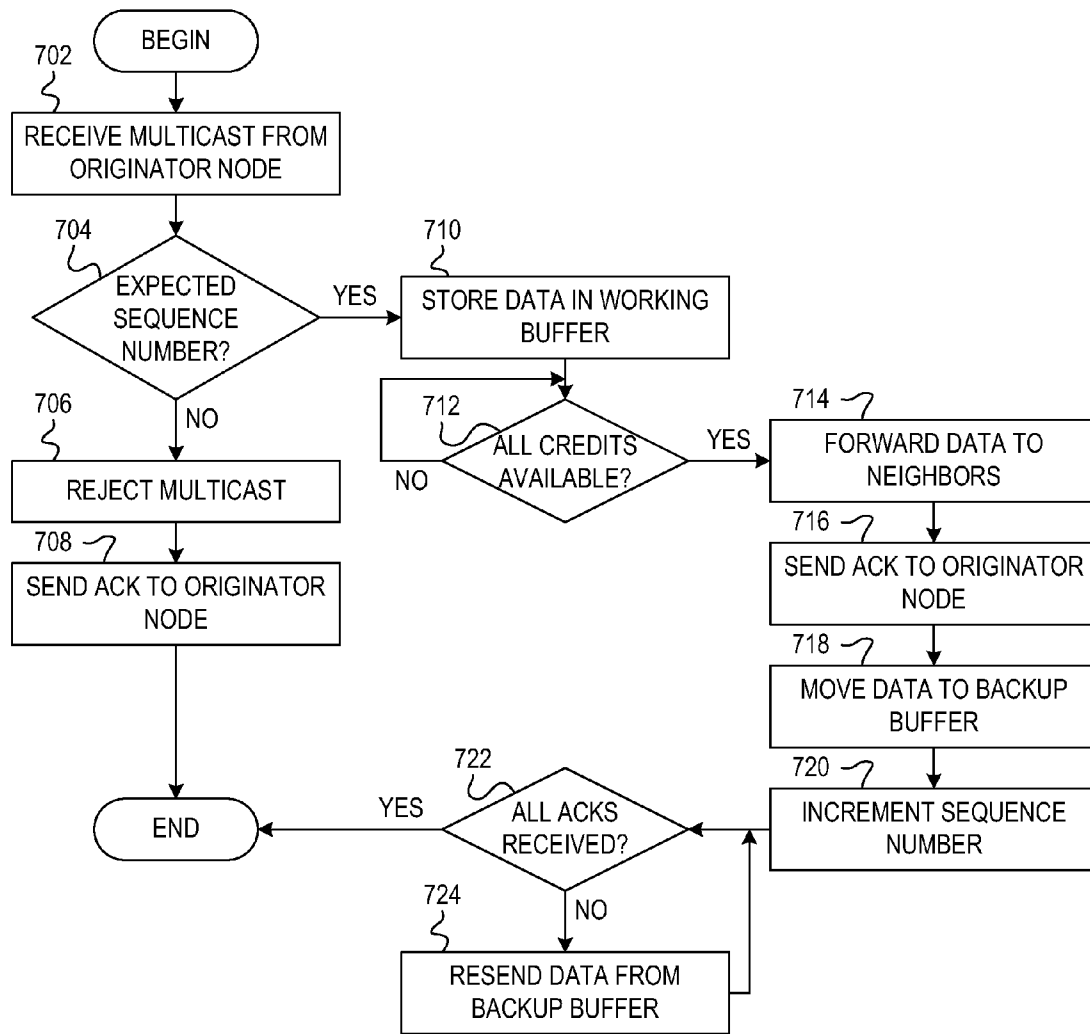 BEGIN
702
RECEIVE MULTICAST FROM
ORIGINATOR NODE
704
EXPECTED
SEQUENCE
NUMBER?
YES
NO
710
STORE DATA IN WORKING
BUFFER
706
REJECT MULTICAST
708
SEND ACK TO ORIGINATOR
NODE
712
ALL CREDITS
AVAILABLE?
NO
YES
714
FORWARD DATA TO
NEIGHBORS
716
SEND ACK TO ORIGINATOR
NODE
718
MOVE DATA TO BACKUP
BUFFER
720
INCREMENT SEQUENCE
NUMBER
722
ALL ACKS
RECEIVED?
YES
END
NO
724
RESEND DATA FROM
BACKUP BUFFER